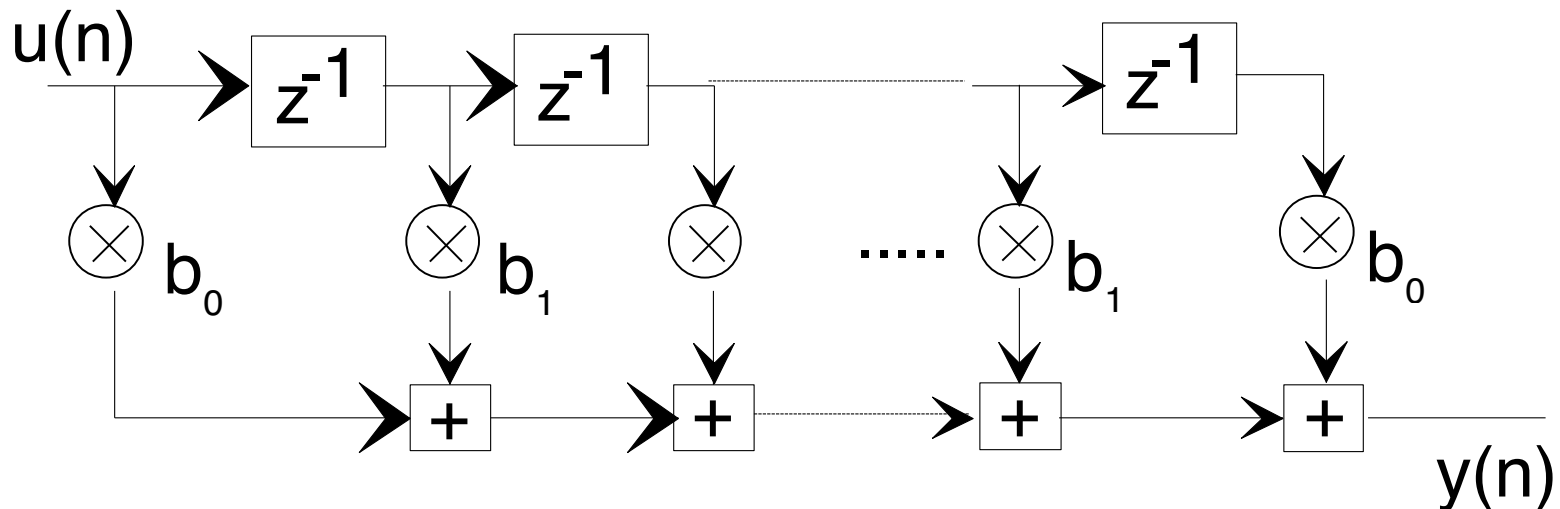 u(n)
z⁻¹ z⁻¹ z⁻¹
b₀ b₁ ..... b₁ b₀
+ + + +
y(n)